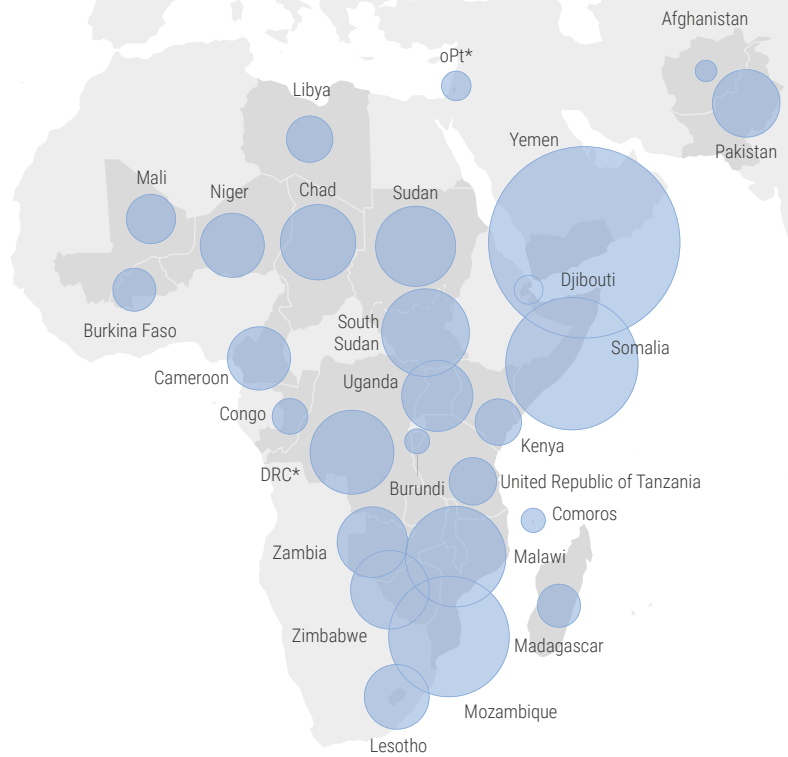 Afghanistan
oPt*
Libya
Yemen
Pakistan
Mali
Niger
Chad
Sudan
Djibouti
Burkina Faso
South
Sudan
Somalia
Cameroon
Uganda
Congo
Kenya
DRC*
Burundi
United Republic of Tanzania
Comoros
Zambia
Malawi
Zimbabwe
Madagascar
Mozambique
Lesotho